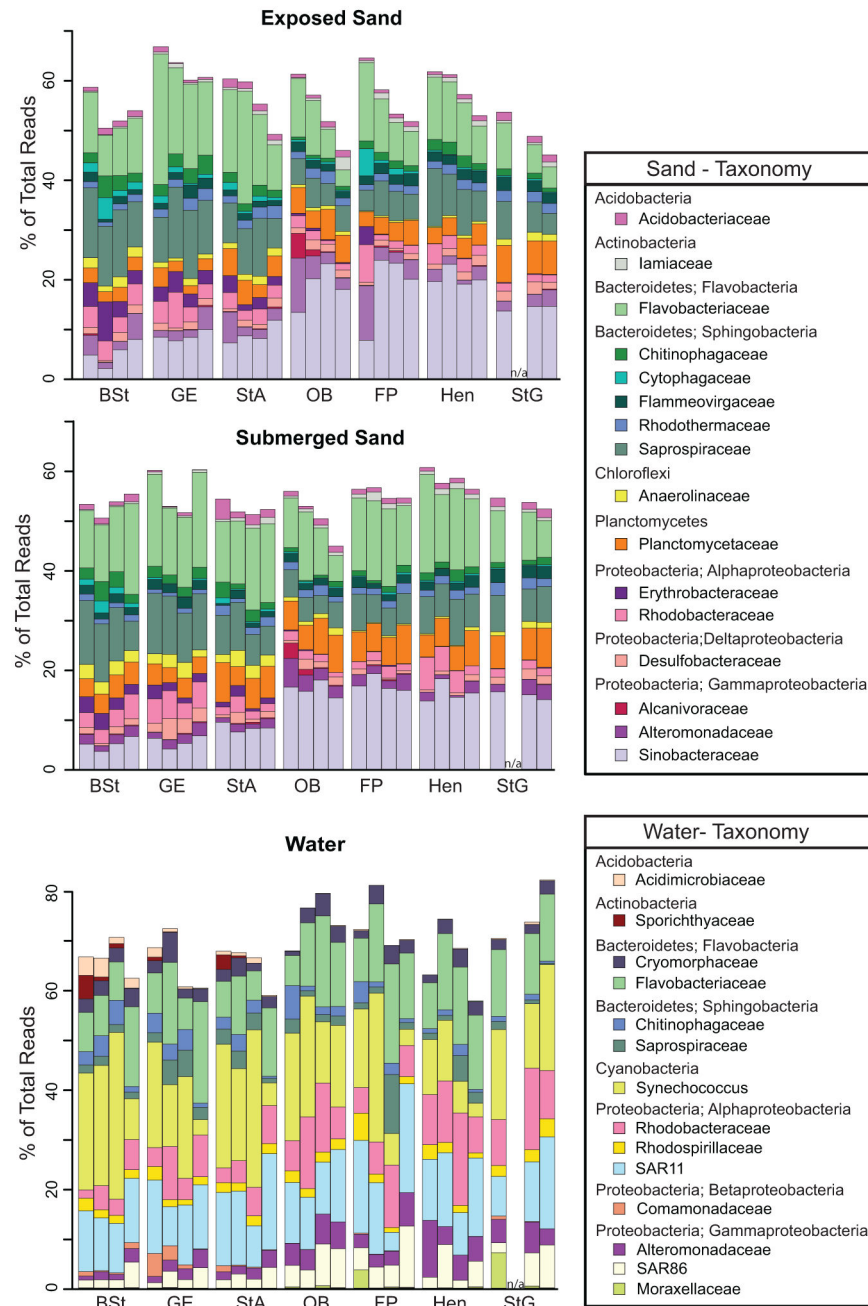 Exposed Sand
% of Total Reads
60
40
20
0
n/a
BSt GE StA OB FP Hen StG
Submerged Sand
% of Total Reads
60
40
20
0
n/a
BSt GE StA OB FP Hen StG
Sand - Taxonomy
Acidobacteria
Acidobacteriaceae
Actinobacteria
Iamiaceae
Bacteroidetes; Flavobacteria
Flavobacteriaceae
Bacteroidetes; Sphingobacteria
Chitinophagaceae
Cytophagaceae
Flammeovirgaceae
Rhodothermaceae
Saprospiraceae
Chloroflexi
Anaerolinaceae
Planctomycetes
Planctomycetaceae
Proteobacteria; Alphaproteobacteria
Erythrobacteraceae
Rhodobacteraceae
Proteobacteria;Deltaproteobacteria
Desulfobacteraceae
Proteobacteria; Gammaproteobacteria
Alcanivoraceae
Alteromonadaceae
Sinobacteraceae
Water
% of Total Reads
80
60
40
20
0
n/a
BSt GE StA OB FP Hen StG
Water- Taxonomy
Acidobacteria
Acidimicrobiaceae
Actinobacteria
Sporichthyaceae
Bacteroidetes; Flavobacteria
Cryomorphaceae
Flavobacteriaceae
Bacteroidetes; Sphingobacteria
Chitinophagaceae
Saprospiraceae
Cyanobacteria
Synechococcus
Proteobacteria; Alphaproteobacteria
Rhodobacteraceae
Rhodospirillaceae
SAR11
Proteobacteria; Betaproteobacteria
Comamonadaceae
Proteobacteria; Gammaproteobacteria
Alteromonadaceae
SAR86
Moraxellaceae